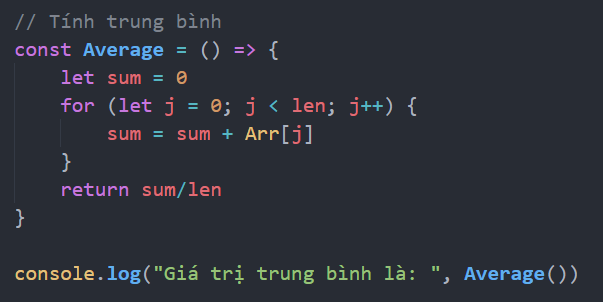 // Tính trung bình
const Average = () => {
    let sum = 0
    for (let j = 0; j < len; j++) {
        sum = sum + Arr[j]
    }
    return sum/len
}
console.log("Giá trị trung bình là: ", Average())